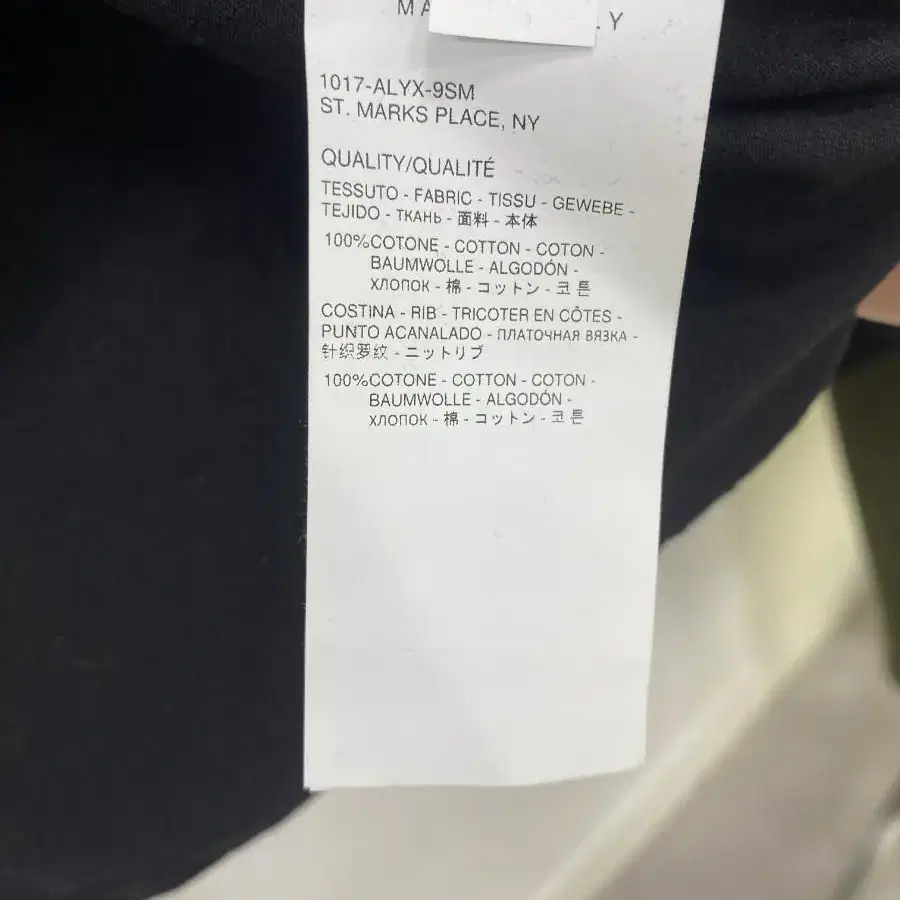 1017-ALYX-9SM
ST. MARKS PLACE, NY
QUALITY/QUALITÉ
TESSUTO - FABRIC - TISSU - GEWEBE -
TEJIDO - ТКАНЬ - 面料 - 本体
100%COTONE - COTTON - COTON -
BAUMWOLLE - ALGODÓN -
ХЛОПОК - 棉 - コットン - 코튼
COSTINA - RIB - TRICOTER EN CÔTES -
PUNTO ACANALADO - ПЛАТОЧНАЯ ВЯЗКА -
针织罗纹 - ニットリブ
100%COTONE - COTTON - COTON -
BAUMWOLLE - ALGODÓN -
ХЛОПОК - 棉 - コットン - 코튼